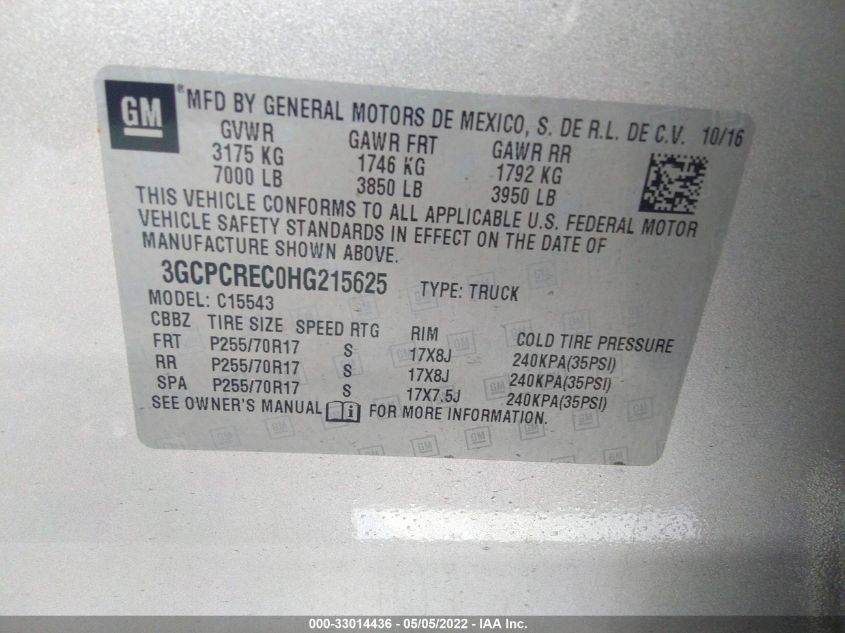 GM
® MFD BY GENERAL MOTORS DE MEXICO, S. DE R.L. DE C.V. 10/16
GVWR GAWR FRT GAWR RR
3175 KG 1746 KG 1792 KG
7000 LB 3850 LB 3950 LB
THIS VEHICLE CONFORMS TO ALL APPLICABLE U.S. FEDERAL MOTOR
VEHICLE SAFETY STANDARDS IN EFFECT ON THE DATE OF
MANUFACTURE SHOWN ABOVE.
3GCPCREC0HG215625 TYPE: TRUCK
MODEL: C15543
CBBZ TIRE SIZE SPEED RTG RIM COLD TIRE PRESSURE
FRT P255/70R17 S 17X8J 240KPA(35PSI)
RR P255/70R17 S 17X8J 240KPA(35PSI)
SPA P255/70R17 S 17X7.5J 240KPA(35PSI)
SEE OWNER'S MANUAL i FOR MORE INFORMATION.
000-33014436 - 05/05/2022 - IAA Inc.